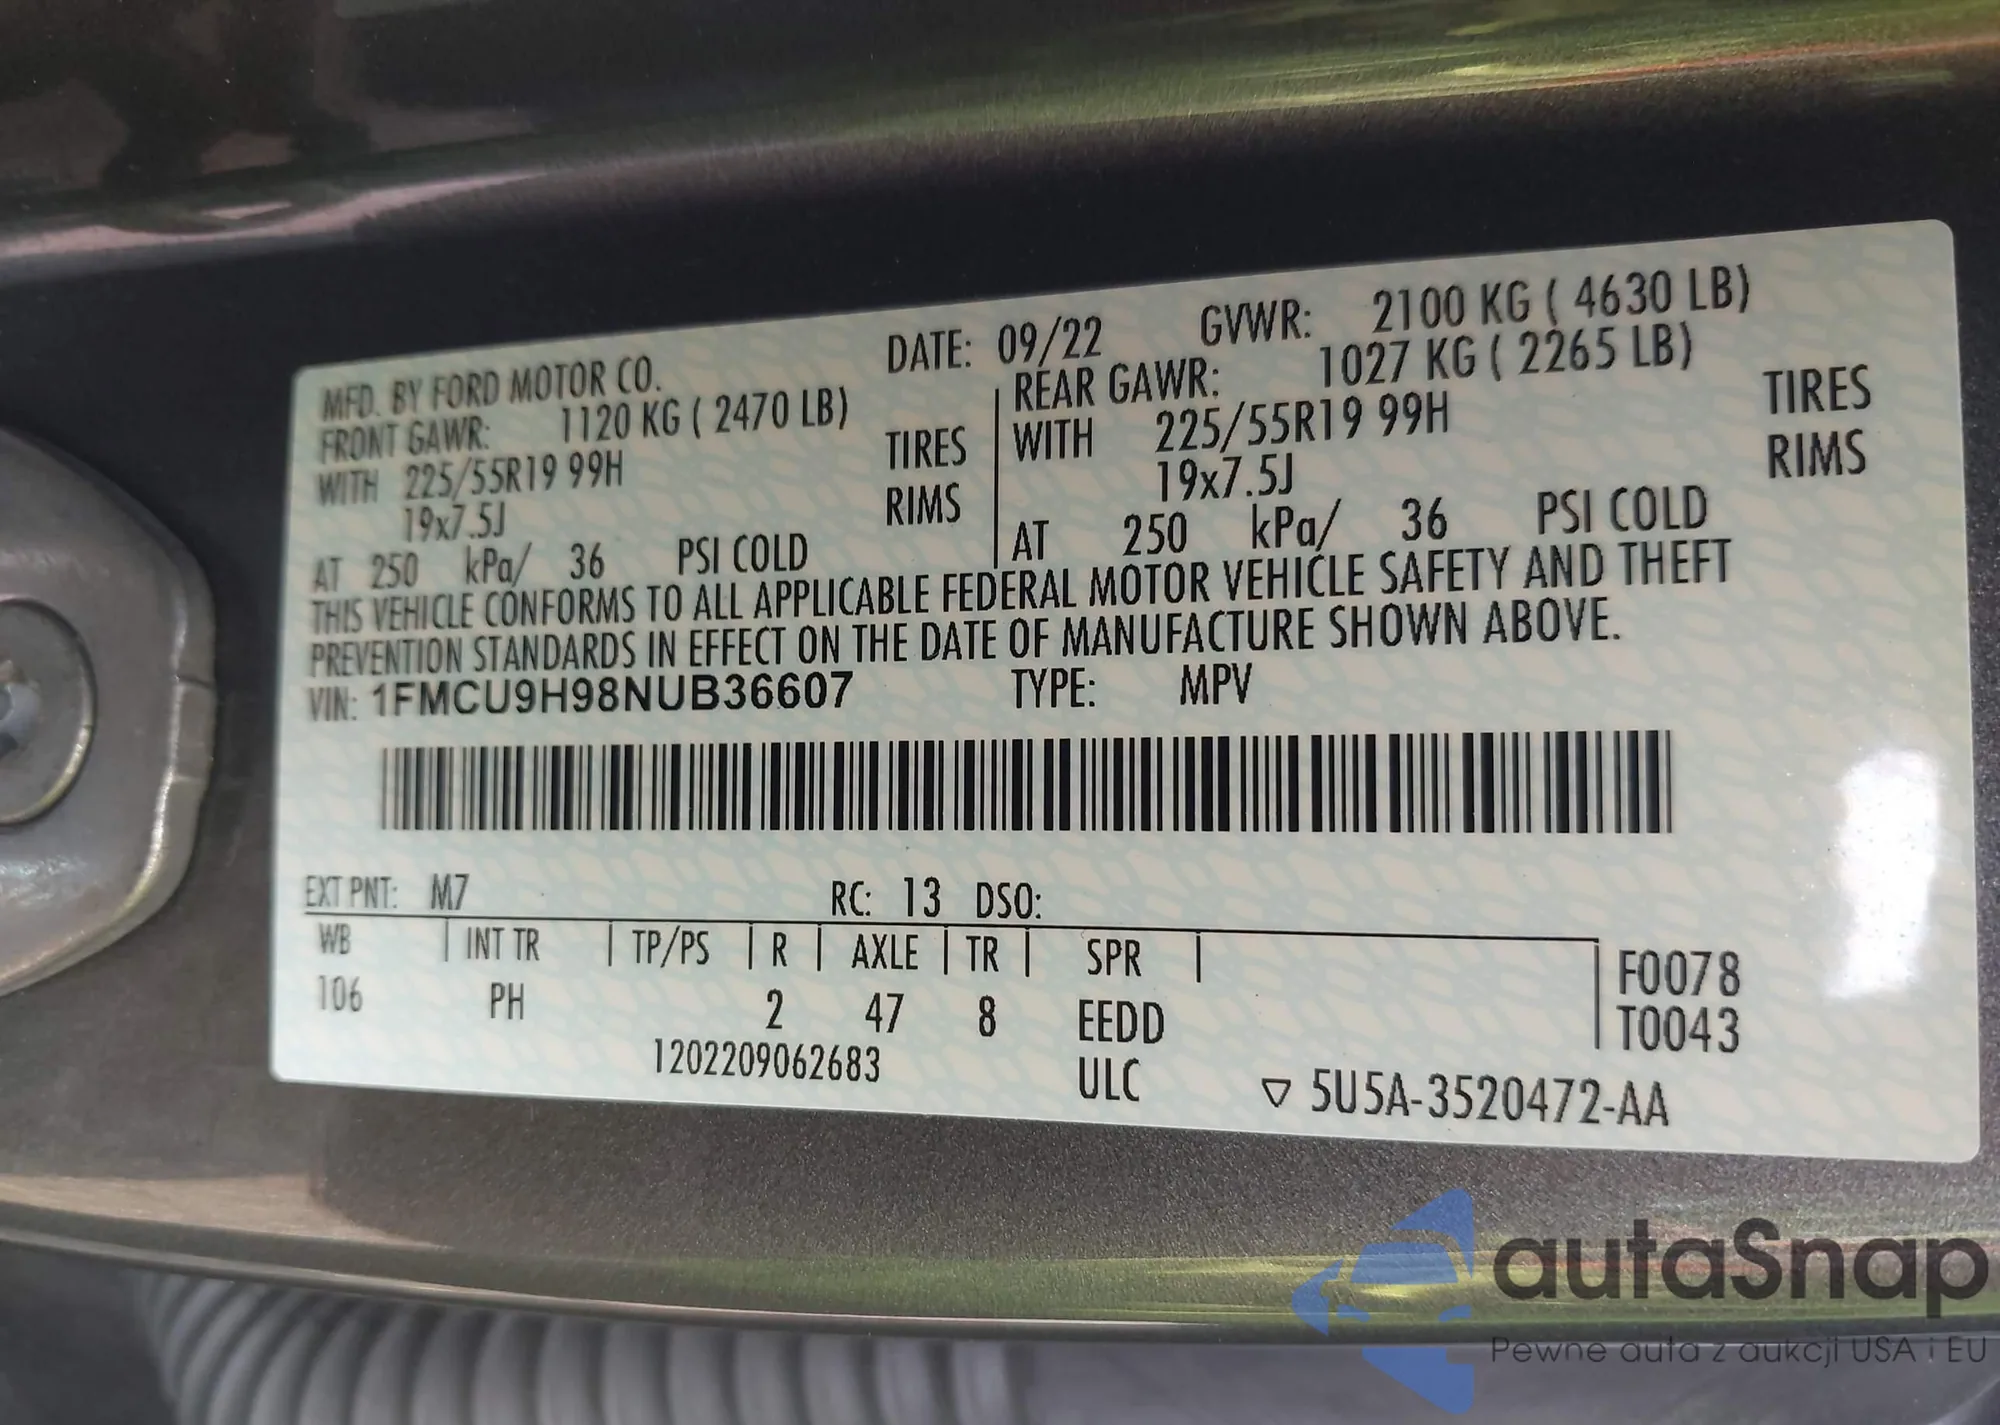 MFD. BY FORD MOTOR CO. DATE: 09/22 GVWR: 2100 KG ( 4630 LB)
FRONT GAWR: 1120 KG ( 2470 LB) REAR GAWR: 1027 KG ( 2265 LB)
WITH 225/55R19 99H TIRES WITH 225/55R19 99H TIRES
19x7.5J RIMS 19x7.5J RIMS
AT 250 kPa/ 36 PSI COLD AT 250 kPa/ 36 PSI COLD
THIS VEHICLE CONFORMS TO ALL APPLICABLE FEDERAL MOTOR VEHICLE SAFETY AND THEFT
PREVENTION STANDARDS IN EFFECT ON THE DATE OF MANUFACTURE SHOWN ABOVE.
VIN: 1FMCU9H98NUB36607 TYPE: MPV
EXT PNT: M7 RC: 13 DSO:
WB INT TR TP/PS R AXLE TR SPR F0078
106 PH 2 47 8 EEDD T0043
1202209062683 ULC ▽ 5U5A-3520472-AA
autaSnap
Pewne auta z aukcji USA i EU